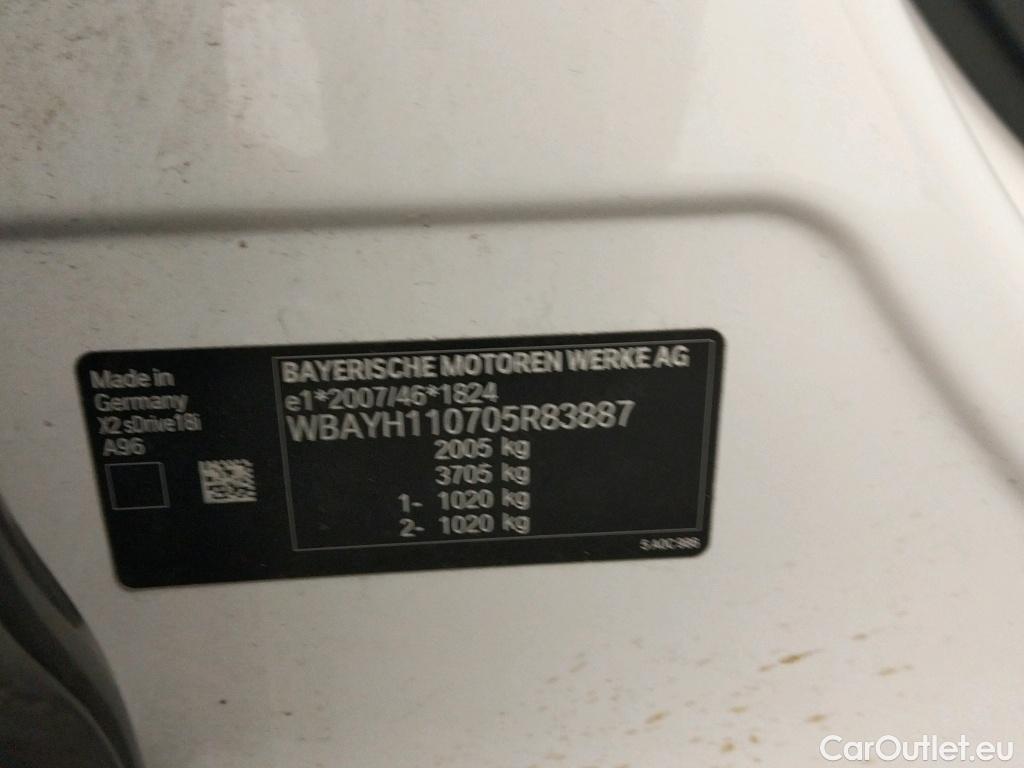 Made in
Germany
X2 sDrive18i
A96
BAYERISCHE MOTOREN WERKE AG
e1*2007/46*1824
WBAYH110705R83887
2005 kg
3705 kg
1- 1020 kg
2- 1020 kg
CarOutlet.eu